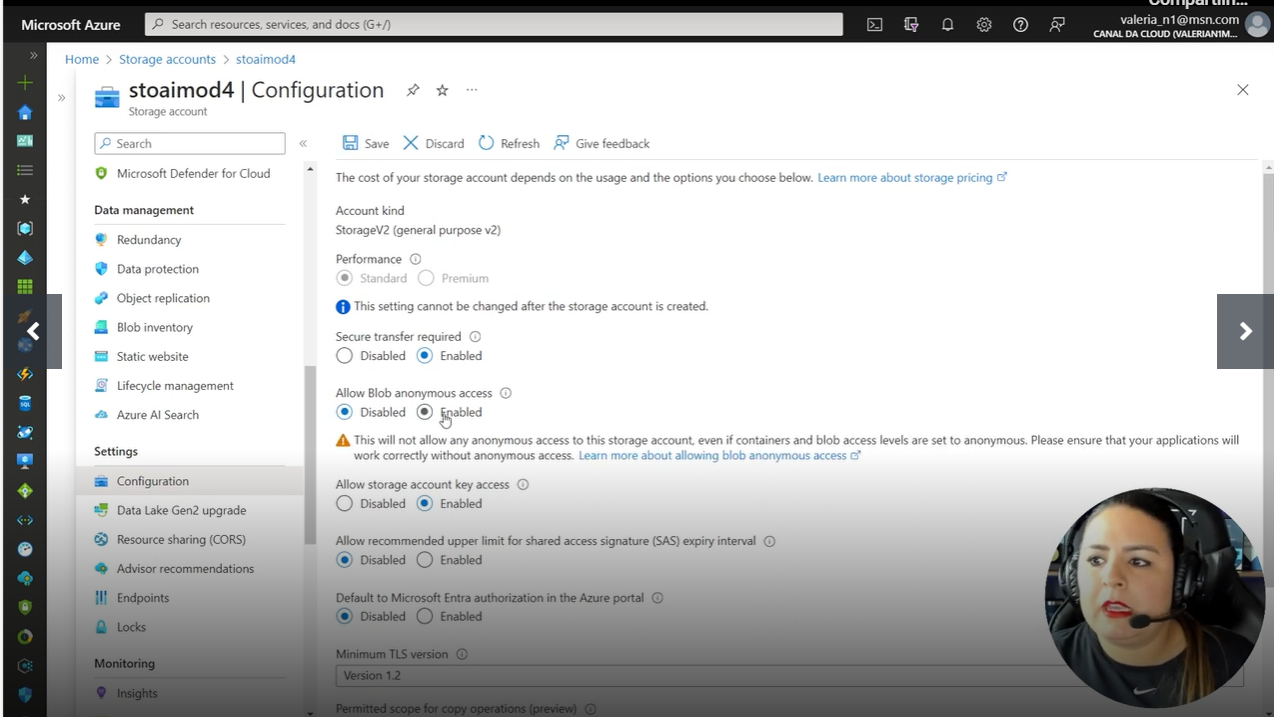 Compartilh...
Microsoft Azure
Search resources, services, and docs (G+/)
valeria_n1@msn.com
CANAL DA CLOUD (VALERIAN1M...
Home > Storage accounts > stoaimod4
stoaimod4 | Configuration
Storage account
Search
Save Discard Refresh Give feedback
Microsoft Defender for Cloud
Data management
Redundancy
Data protection
Object replication
Blob inventory
Static website
Lifecycle management
Azure AI Search
Settings
Configuration
Data Lake Gen2 upgrade
Resource sharing (CORS)
Advisor recommendations
Endpoints
Locks
Monitoring
Insights
The cost of your storage account depends on the usage and the options you choose below. Learn more about storage pricing
Account kind
StorageV2 (general purpose v2)
Performance
Standard Premium
This setting cannot be changed after the storage account is created.
Secure transfer required
Disabled Enabled
Allow Blob anonymous access
Disabled Enabled
This will not allow any anonymous access to this storage account, even if containers and blob access levels are set to anonymous. Please ensure that your applications will
work correctly without anonymous access. Learn more about allowing blob anonymous access
Allow storage account key access
Disabled Enabled
Allow recommended upper limit for shared access signature (SAS) expiry interval
Disabled Enabled
Default to Microsoft Entra authorization in the Azure portal
Disabled Enabled
Minimum TLS version
Version 1.2
Permitted scope for copy operations (preview)